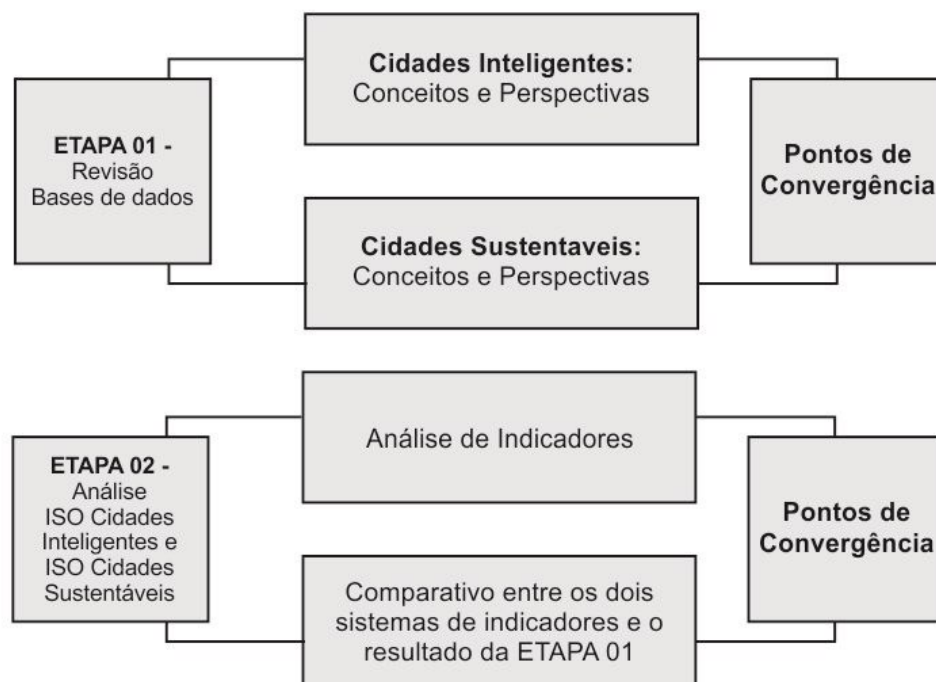 ETAPA 01 -
Revisão
Bases de dados
Cidades Inteligentes:
Conceitos e Perspectivas
Cidades Sustentaveis:
Conceitos e Perspectivas
Pontos de
Convergência
ETAPA 02 -
Análise
ISO Cidades
Inteligentes e
ISO Cidades
Sustentáveis
Análise de Indicadores
Comparativo entre os dois
sistemas de indicadores e o
resultado da ETAPA 01
Pontos de
Convergência